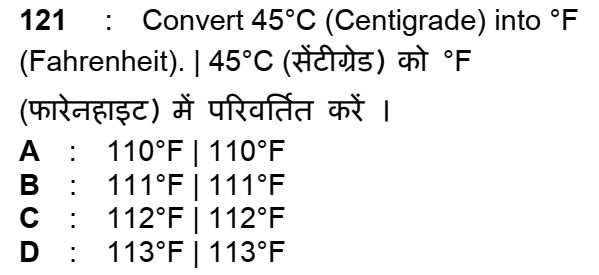 121 : Convert 45°C (Centigrade) into °F
(Fahrenheit). | 45°C (सेंटीग्रेड) को °F
(फारेनहाइट) में परिवर्तित करें ।
A : 110°F | 110°F
B : 111°F | 111°F
C : 112°F | 112°F
D : 113°F | 113°F